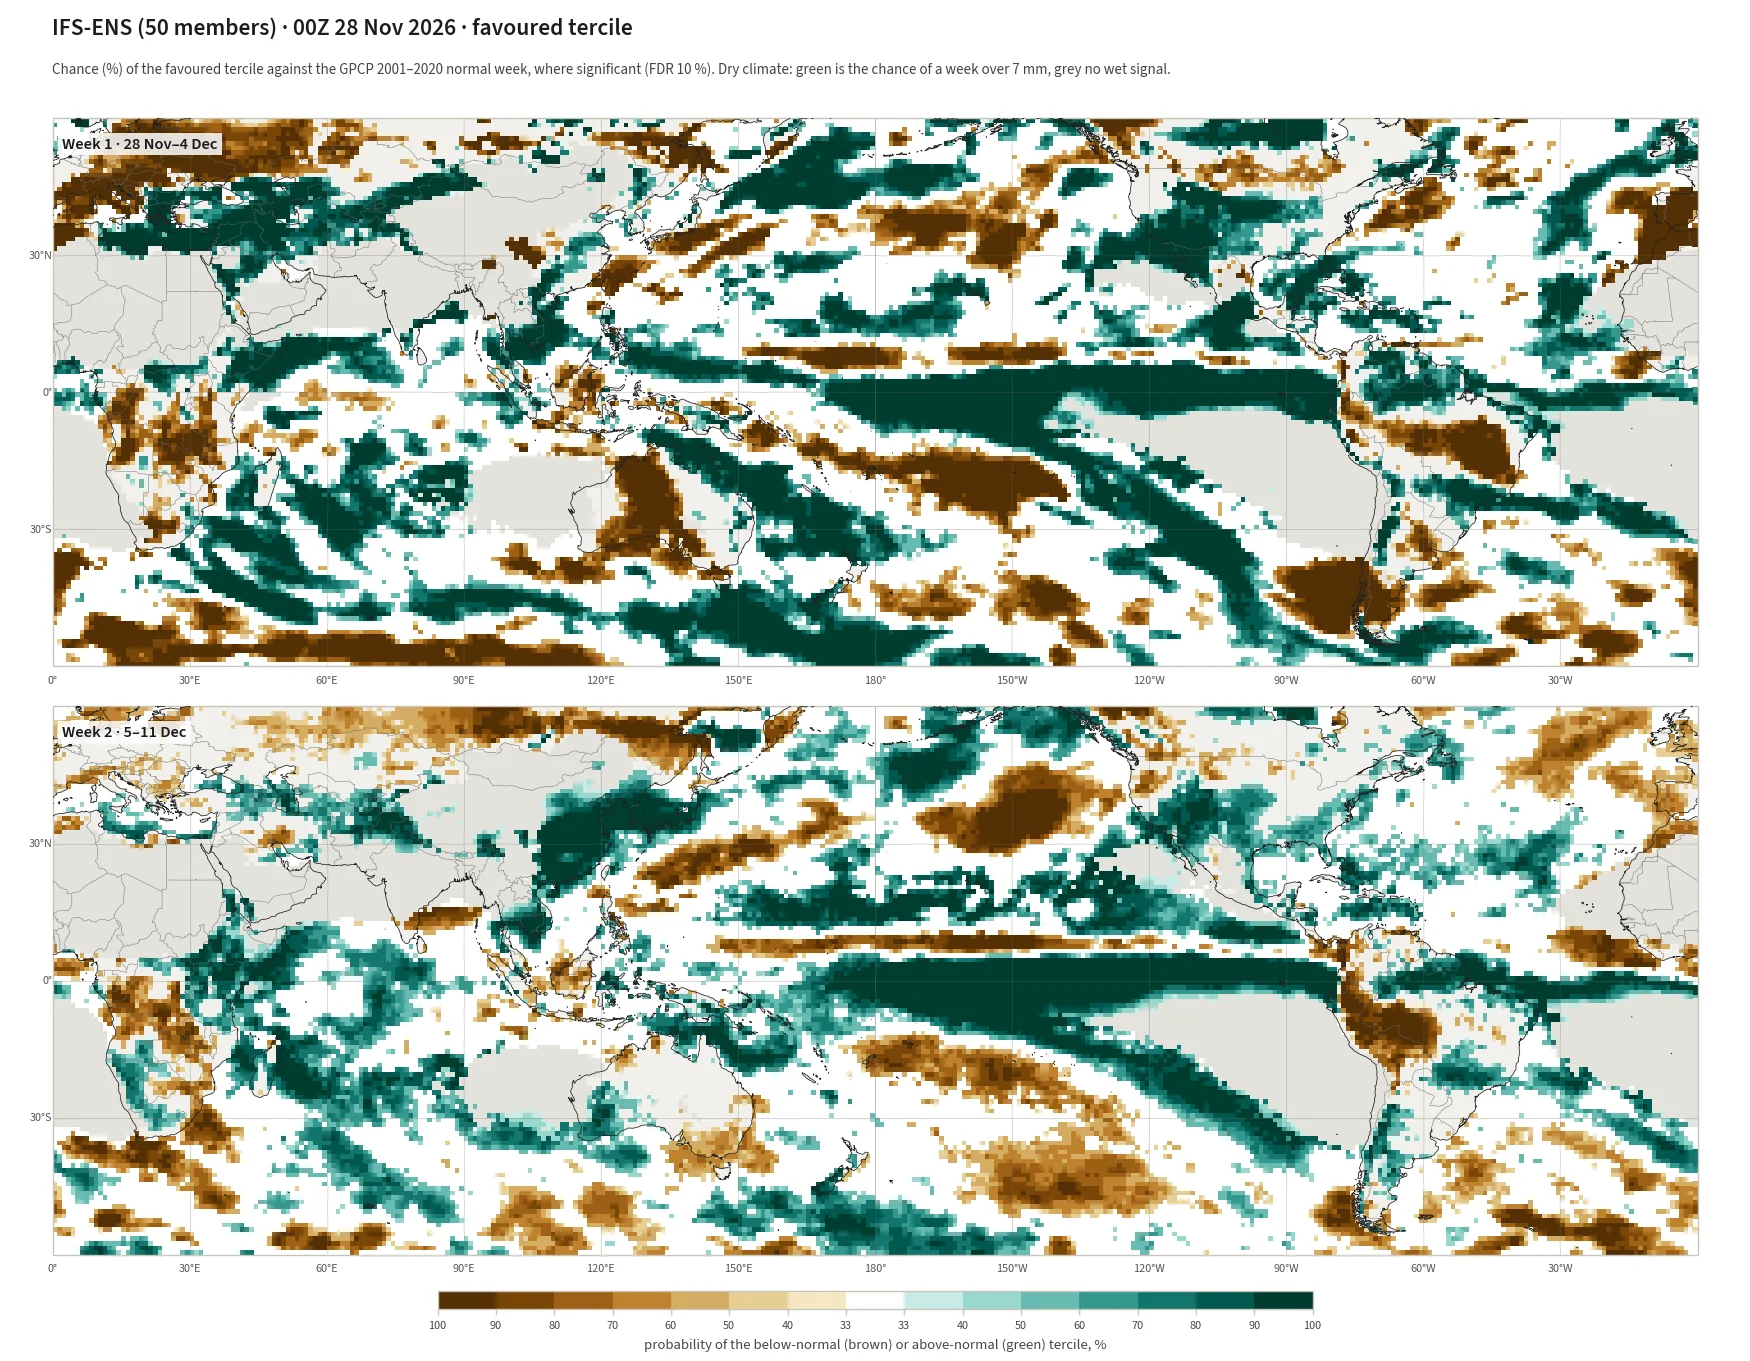 IFS-ENS (50 members) · 00Z 28 Nov 2026 · favoured tercile
Chance (%) of the favoured tercile against the GPCP 2001–2020 normal week, where significant (FDR 10 %). Dry climate: green is the chance of a week over 7 mm, grey no wet signal.
Week 1 · 28 Nov–4 Dec
30°N
0°
30°S
0° 30°E 60°E 90°E 120°E 150°E 180° 150°W 120°W 90°W 60°W 30°W
Week 2 · 5–11 Dec
30°N
0°
30°S
0° 30°E 60°E 90°E 120°E 150°E 180° 150°W 120°W 90°W 60°W 30°W
100 90 80 70 60 50 40 33 33 40 50 60 70 80 90 100
probability of the below-normal (brown) or above-normal (green) tercile, %